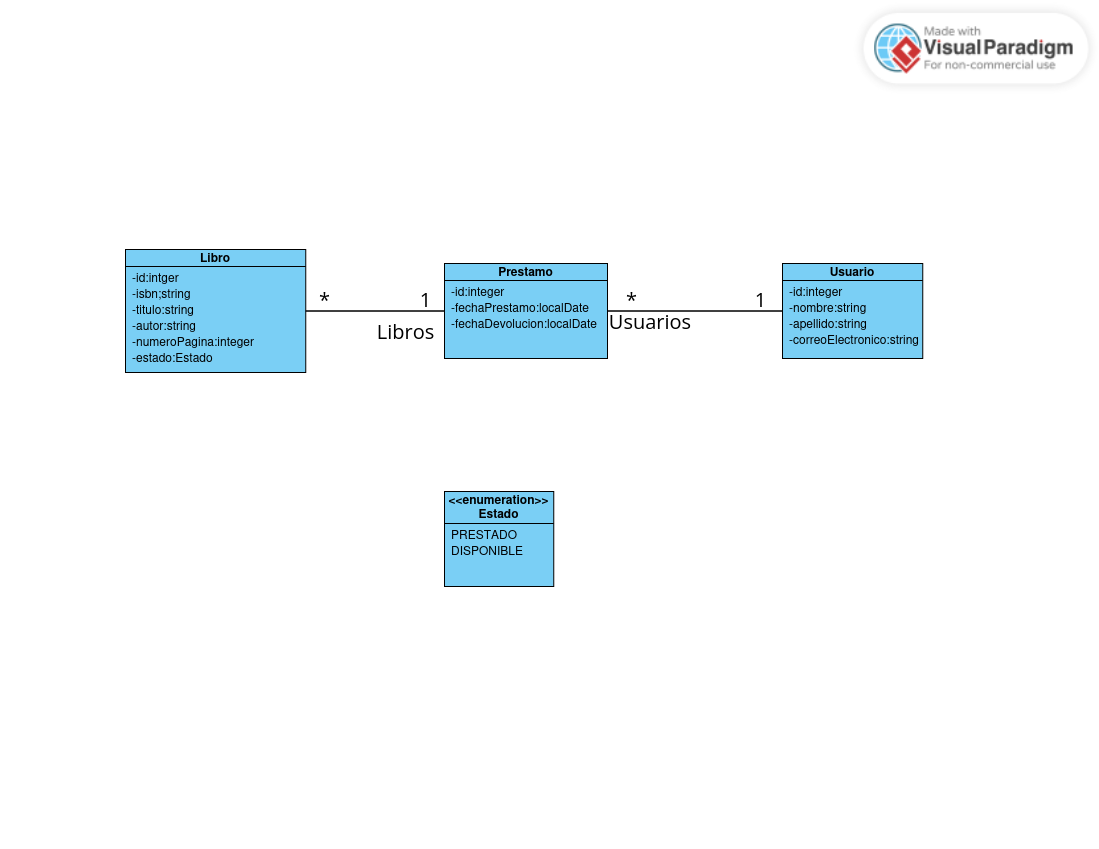 Made with
Visual Paradigm
For non-commercial use
Libro
-id:intger
-isbn;string
-titulo:string
-autor:string
-numeroPagina:integer
-estado:Estado
*
1
Libros
Prestamo
-id:integer
-fechaPrestamo:localDate
-fechaDevolucion:localDate
*
1
Usuarios
Usuario
-id:integer
-nombre:string
-apellido:string
-correoElectronico:string
<<enumeration>>
Estado
PRESTADO
DISPONIBLE